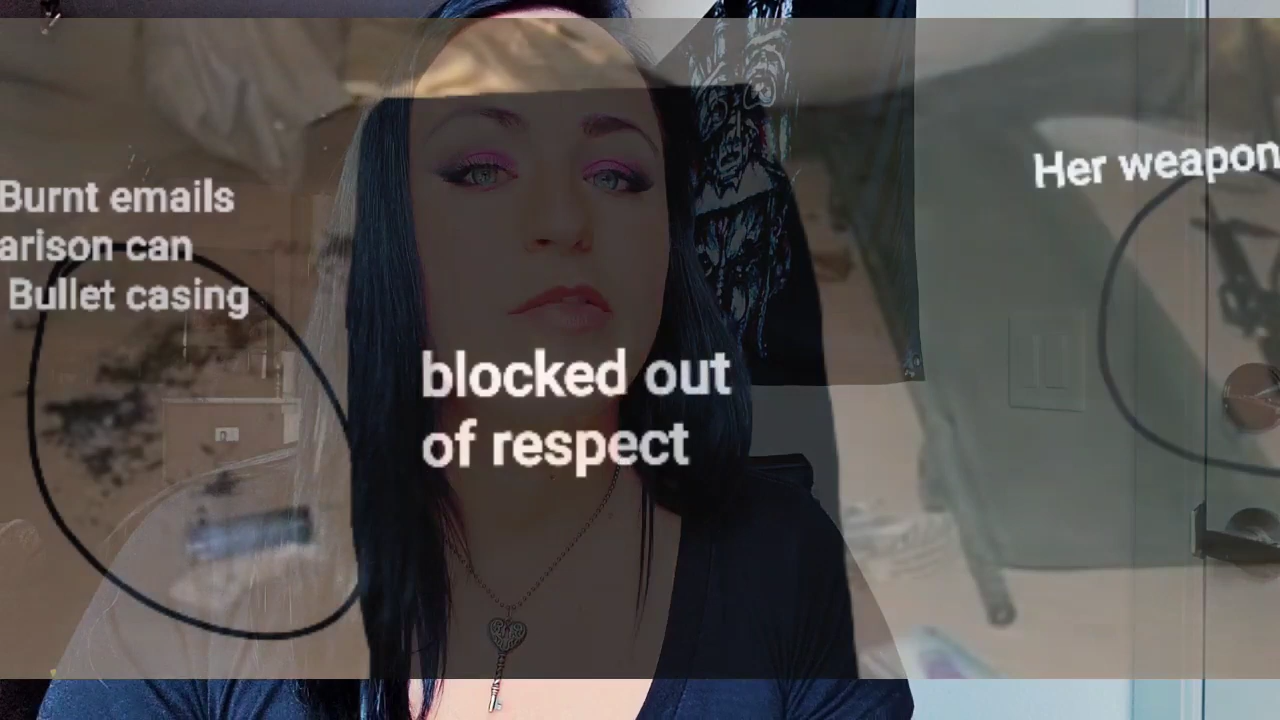 Burnt emails
arison can
Bullet casing
blocked out
of respect
Her weapon